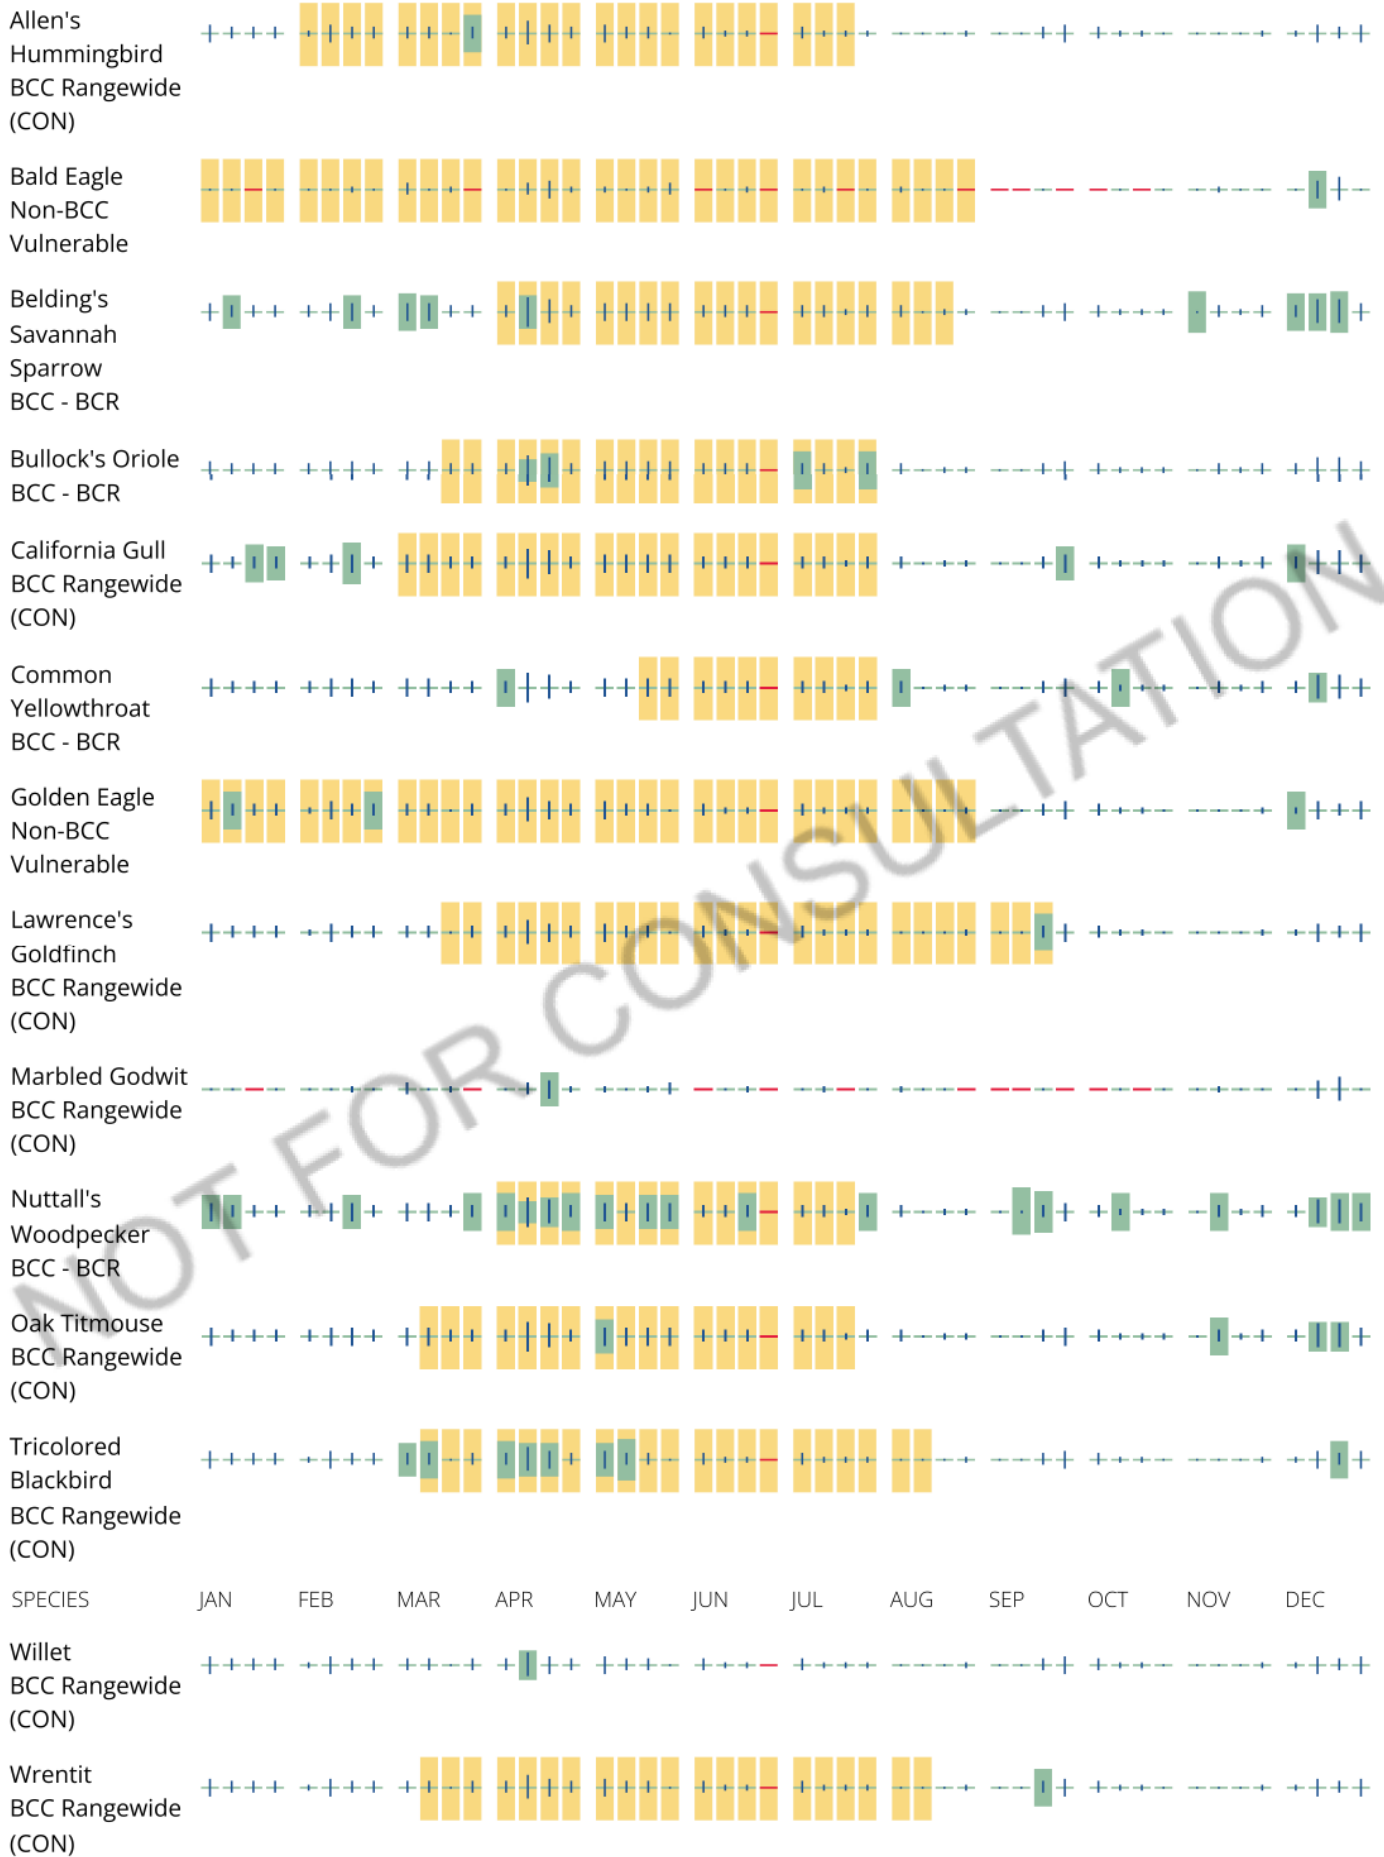 Allen's
Hummingbird
BCC Rangewide
(CON)
Bald Eagle
Non-BCC
Vulnerable
Belding's
Savannah
Sparrow
BCC - BCR
Bullock's Oriole
BCC - BCR
California Gull
BCC Rangewide
(CON)
Common
Yellowthroat
BCC - BCR
Golden Eagle
Non-BCC
Vulnerable
Lawrence's
Goldfinch
BCC Rangewide
(CON)
Marbled Godwit
BCC Rangewide
(CON)
Nuttall's
Woodpecker
BCC - BCR
Oak Titmouse
BCC Rangewide
(CON)
Tricolored
Blackbird
BCC Rangewide
(CON)
SPECIES JAN FEB MAR APR MAY JUN JUL AUG SEP OCT NOV DEC
Willet
BCC Rangewide
(CON)
Wrentit
BCC Rangewide
(CON)
NOT FOR CONSULTATION